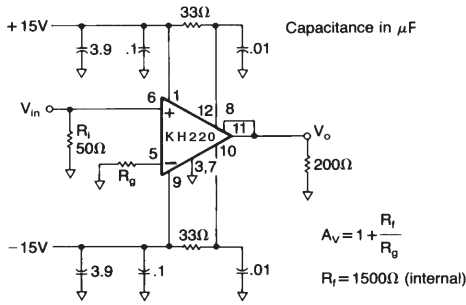 33Ω
+15V
Capacitance in μF
3.9
.1
.01
1
6
12
8
Vin
+
KH220
11
Vo
Ri
50Ω
5
−
10
3,7
200Ω
Rg
9
33Ω
−15V
Av=1+Rf/Rg
3.9
.1
.01
Rf=1500Ω (internal)